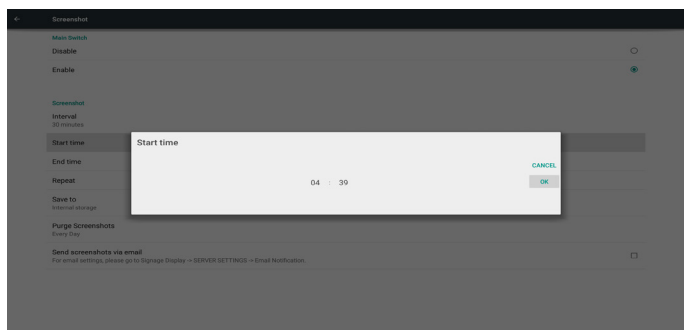 Screenshot
Main Switch
Disable
Enable
Screenshot
Interval
30 minutes
Start time
End time
Repeat
Save to
Internal storage
Purge Screenshots
Every Day
Send screenshots via email
For email settings, please go to Signage Display -> SERVER SETTINGS -> Email Notification.
Start time
04 : 39
CANCEL
OK